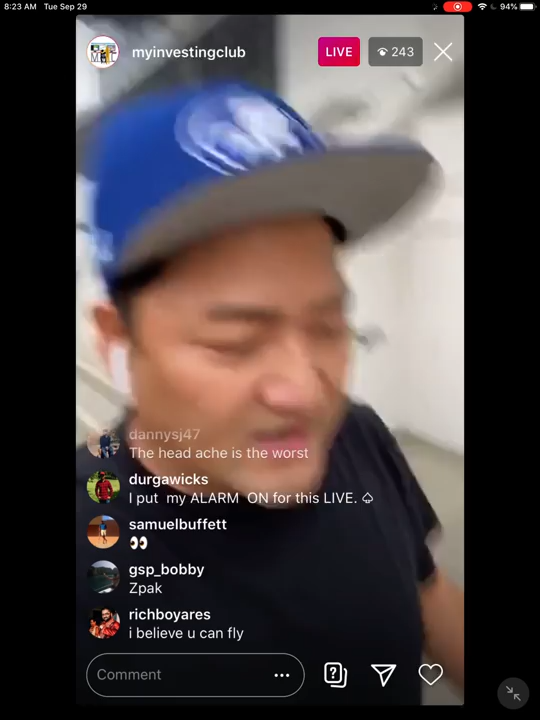 8:23 AM Tue Sep 29
94%
myinvestingclub
LIVE
243
dannysj47
The head ache is the worst
durgawicks
I put my ALARM ON for this LIVE. ♤
samuelbuffett
👀
gsp_bobby
Zpak
richboyares
i believe u can fly
Comment